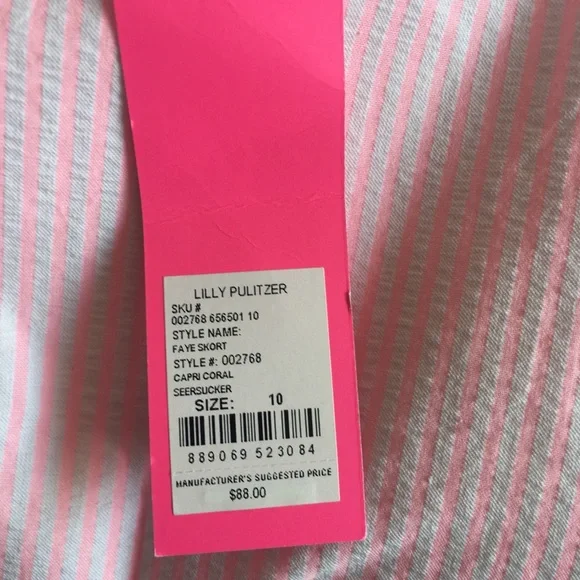 LILLY PULITZER
SKU #
002768 656501 10
STYLE NAME:
FAYE SKORT
STYLE #: 002768
CAPRI CORAL
SEERSUCKER
SIZE: 10
889069 523084
MANUFACTURER'S SUGGESTED PRICE
$88.00